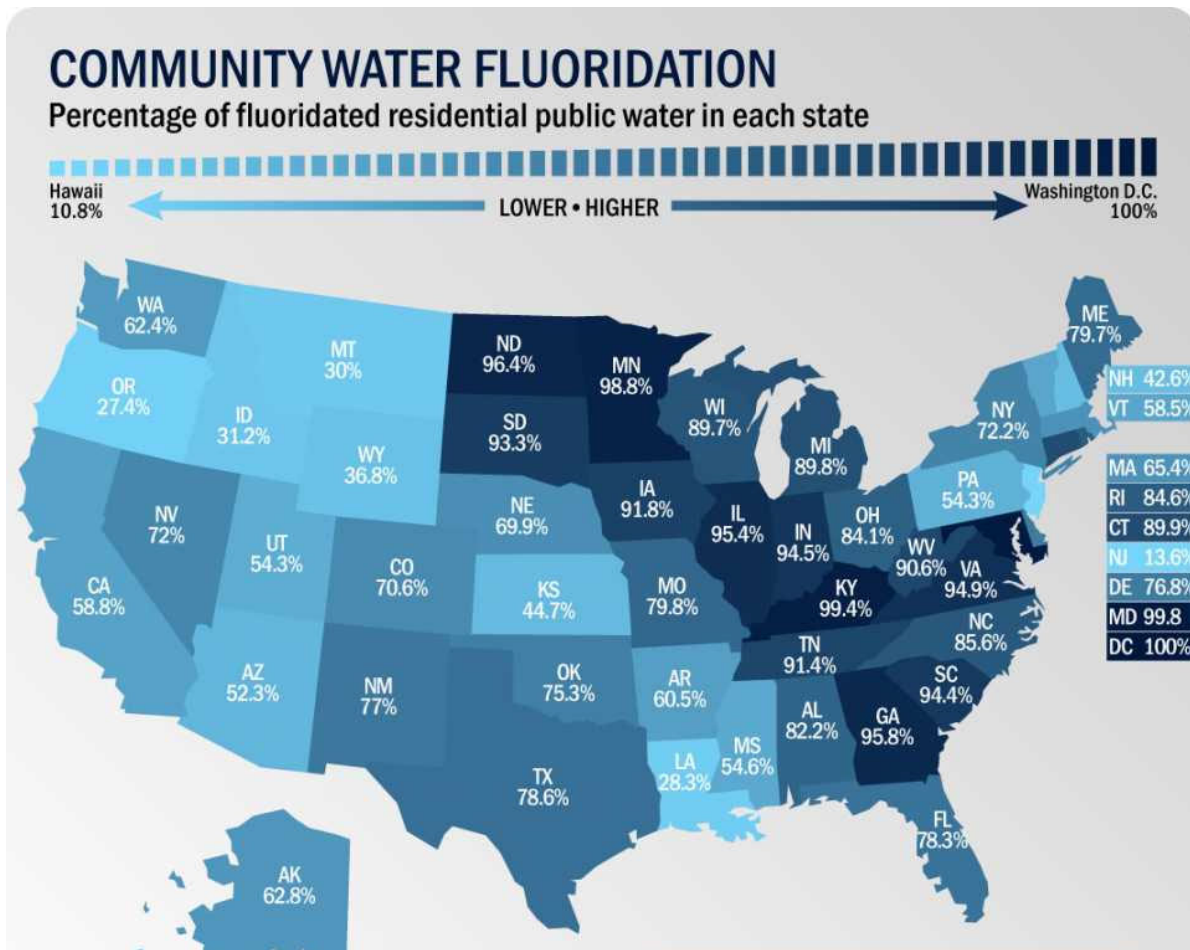 COMMUNITY WATER FLUORIDATION
Percentage of fluoridated residential public water in each state
Hawaii
10.8%
LOWER • HIGHER
Washington D.C.
100%
WA
62.4%
OR
27.4%
ID
31.2%
MT
30%
WY
36.8%
ND
96.4%
SD
93.3%
MN
98.8%
WI
89.7%
MI
89.8%
NY
72.2%
ME
79.7%
NH 42.6%
VT 58.5%
MA 65.4%
RI 84.6%
CT 89.9%
NJ 13.6%
DE 76.8%
MD 99.8
DC 100%
CA
58.8%
NV
72%
UT
54.3%
CO
70.6%
NE
69.9%
KS
44.7%
IA
91.8%
MO
79.8%
IL
95.4%
IN
94.5%
OH
84.1%
PA
54.3%
WV
90.6%
VA
94.9%
KY
99.4%
NC
85.6%
TN
91.4%
SC
94.4%
AZ
52.3%
NM
77%
OK
75.3%
AR
60.5%
TX
78.6%
LA
28.3%
MS
54.6%
AL
82.2%
GA
95.8%
FL
78.3%
AK
62.8%